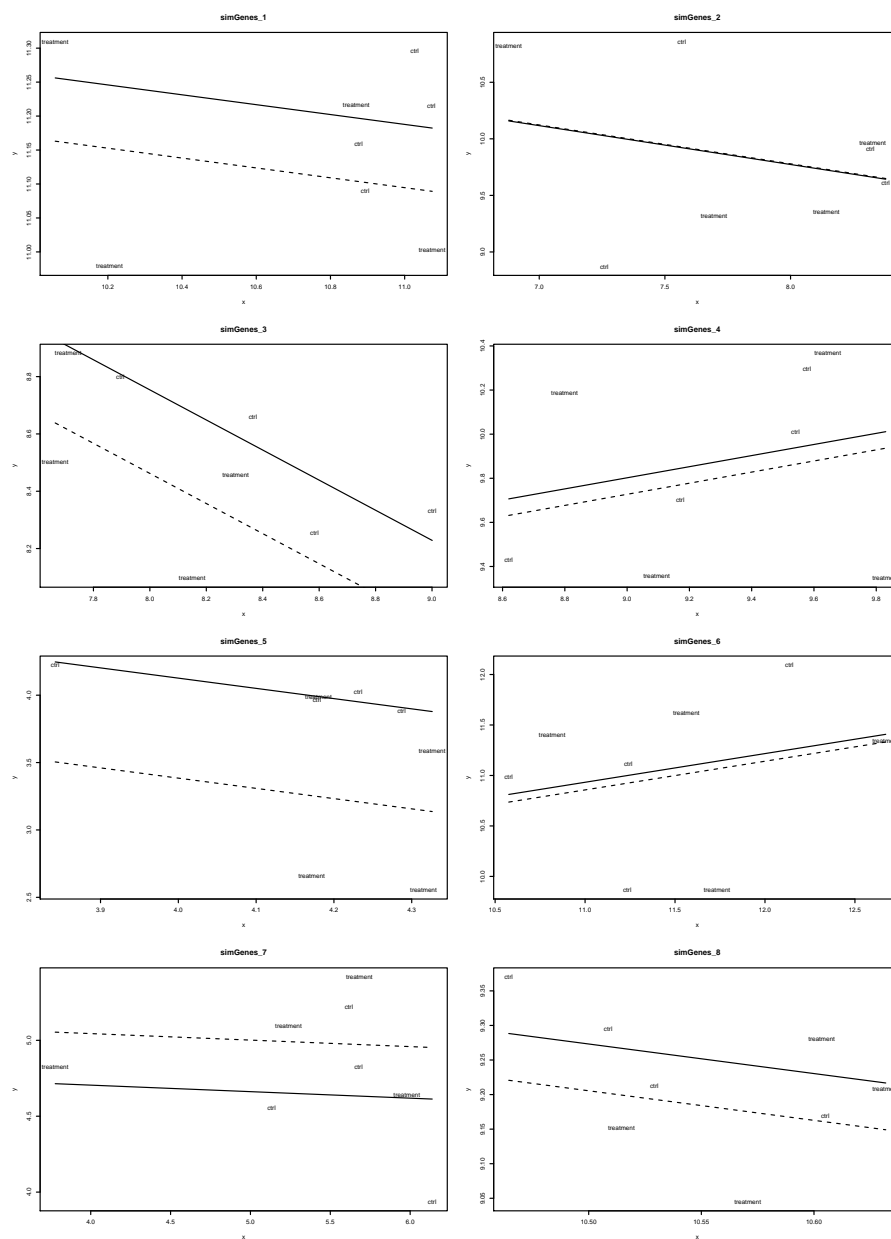 simGenes_1
treatment
ctrl
treatment
ctrl
ctrl
ctrl
treatment
treatment
11.30
11.25
11.20
11.15
11.10
11.05
11.00
y
10.2 10.4 10.6 10.8 11.0
x
simGenes_2
ctrl
treatment
treatment
ctrl
ctrl
treatment
treatment
ctrl
10.5
10.0
9.5
9.0
y
7.0 7.5 8.0
x
simGenes_3
treatment
ctrl
ctrl
treatment
treatment
ctrl
ctrl
treatment
8.8
8.6
8.4
8.2
y
7.8 8.0 8.2 8.4 8.6 8.8 9.0
x
simGenes_4
treatment
ctrl
treatment
ctrl
ctrl
ctrl
treatment
treatm
10.4
10.2
10.0
9.8
9.6
9.4
y
8.6 8.8 9.0 9.2 9.4 9.6 9.8
x
simGenes_5
ctrl
ctrl
treatment
ctrl
ctrl
treatment
treatment
treatment
4.0
3.5
3.0
2.5
y
3.9 4.0 4.1 4.2 4.3
x
simGenes_6
ctrl
treatment
treatment
treatm
ctrl
ctrl
ctrl
treatment
12.0
11.5
11.0
10.5
10.0
y
10.5 11.0 11.5 12.0 12.5
x
simGenes_7
treatment
ctrl
treatment
treatment
ctrl
treatment
ctrl
ctrl
5.0
4.5
4.0
y
4.0 4.5 5.0 5.5 6.0
x
simGenes_8
ctrl
ctrl
treatment
ctrl
treatm
ctrl
treatment
treatment
9.35
9.30
9.25
9.20
9.15
9.05
y
10.50 10.55 10.60
x